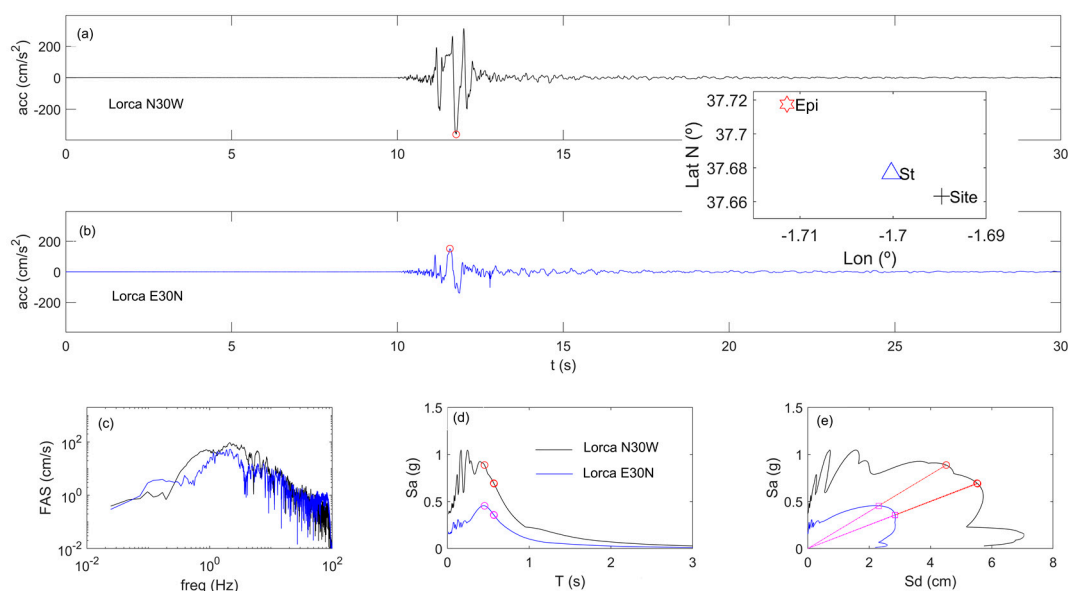 (a)
acc (cm/s²)
200
0
-200
Lorca N30W
0 5 10 15 20 25 30
Lat N (º)
37.72
37.7
37.68
37.66
Epi
St
Site
-1.71 -1.7 -1.69
Lon (º)
(b)
acc (cm/s²)
200
0
-200
Lorca E30N
0 5 10 15 20 25 30
t (s)
(c)
FAS (cm/s)
10²
10⁰
10⁻²
10⁻² 10⁰ 10²
freq (Hz)
(d)
Sa (g)
1.5
1
0.5
0
Lorca N30W
Lorca E30N
0 1 2 3
T (s)
(e)
Sa (g)
1.5
1
0.5
0
0 2 4 6 8
Sd (cm)